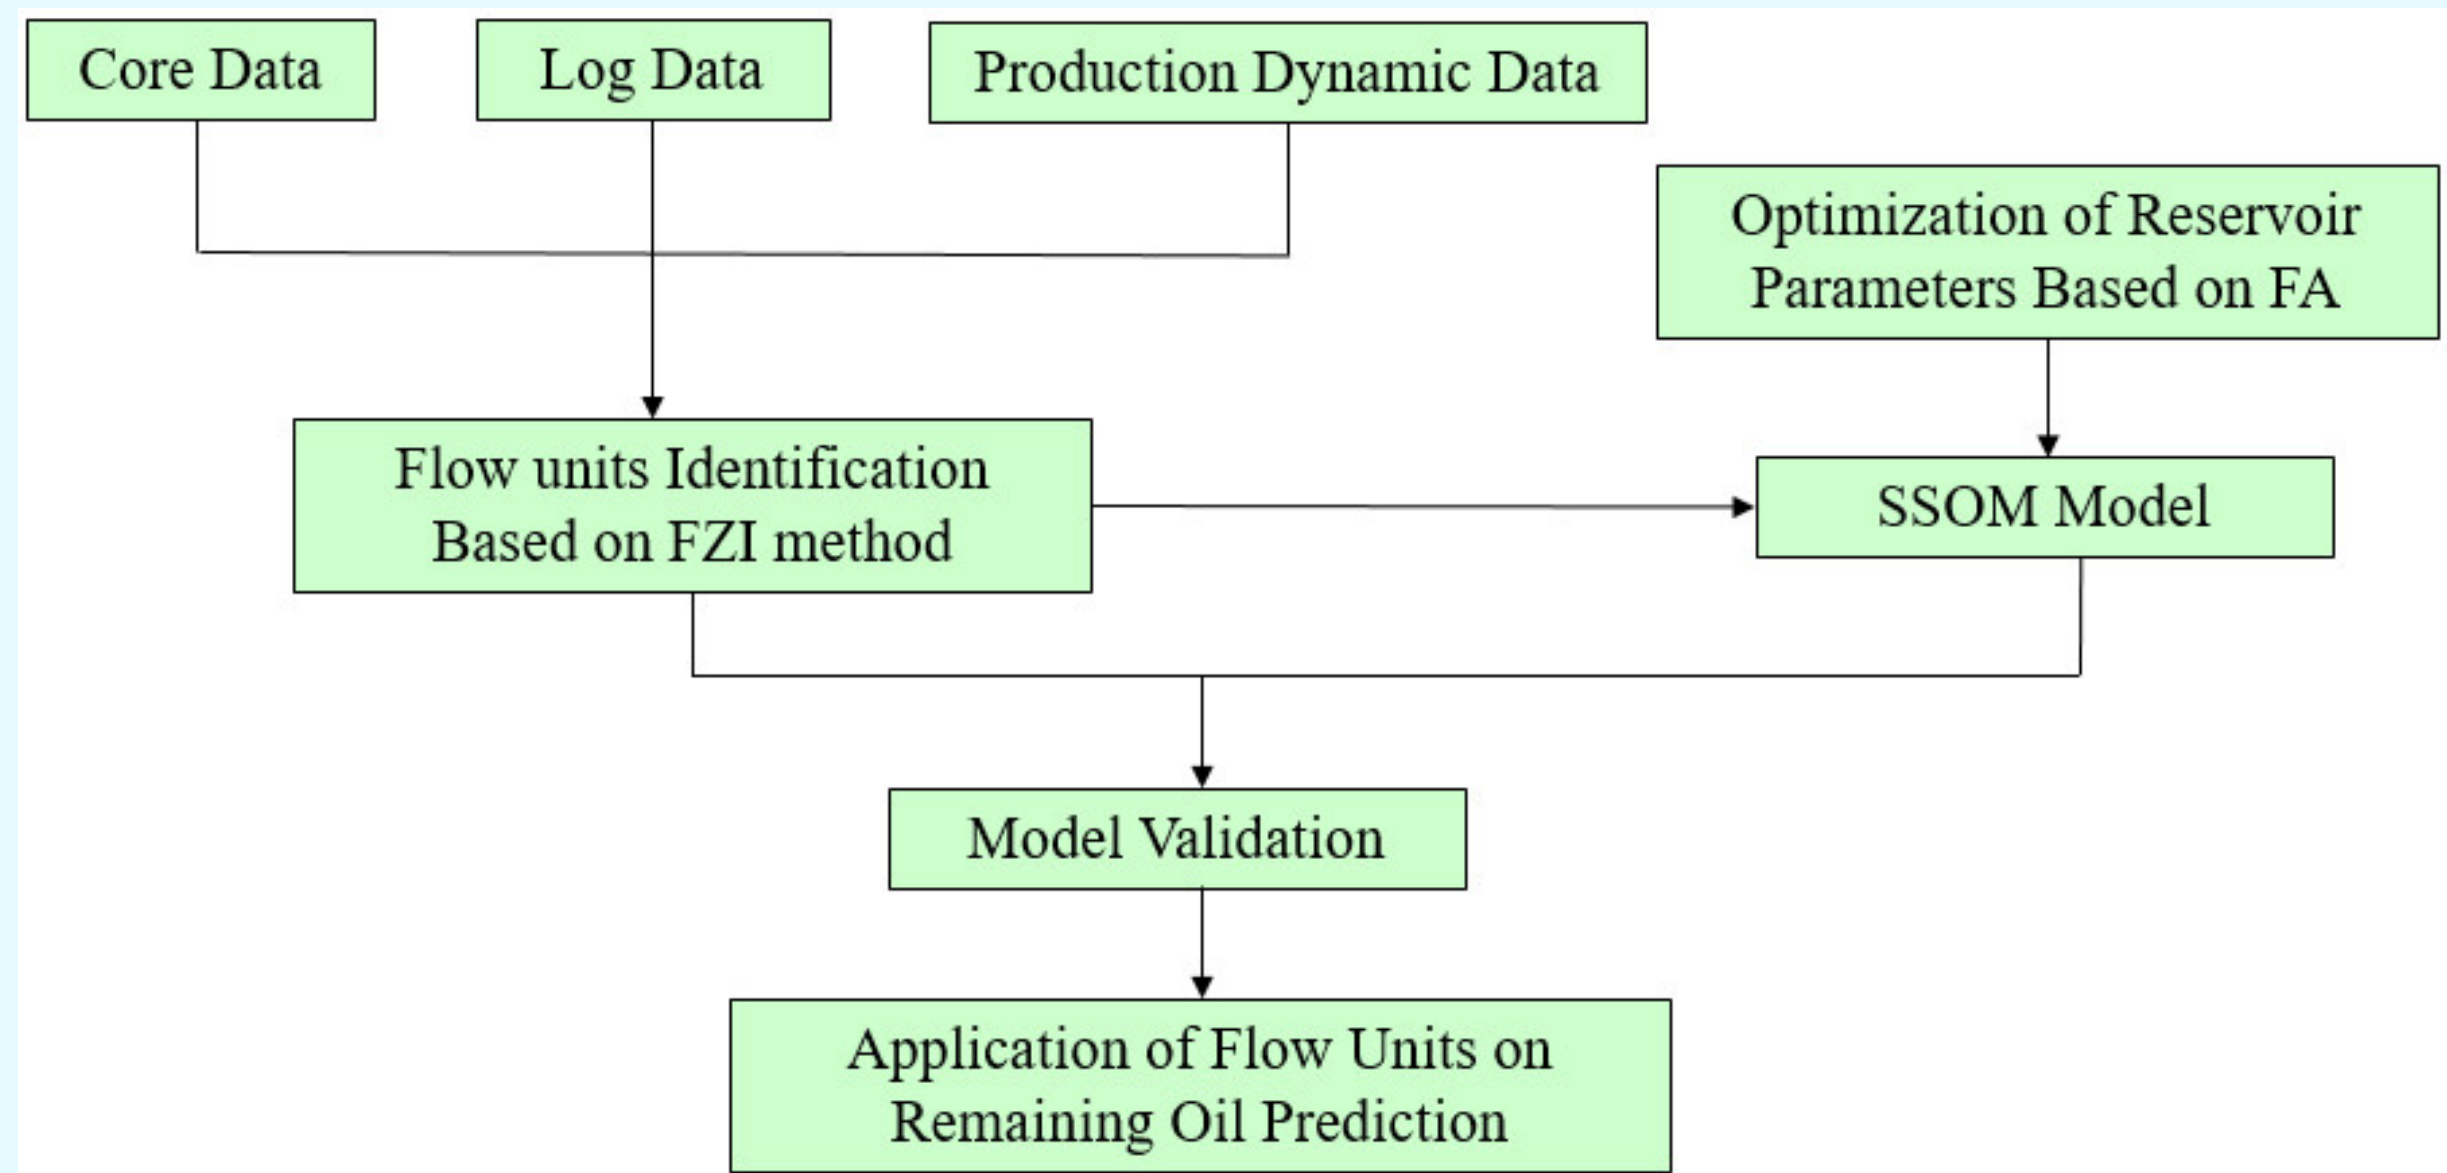 Core Data
Log Data
Production Dynamic Data
Optimization of Reservoir
Parameters Based on FA
Flow units Identification
Based on FZI method
SSOM Model
Model Validation
Application of Flow Units on
Remaining Oil Prediction